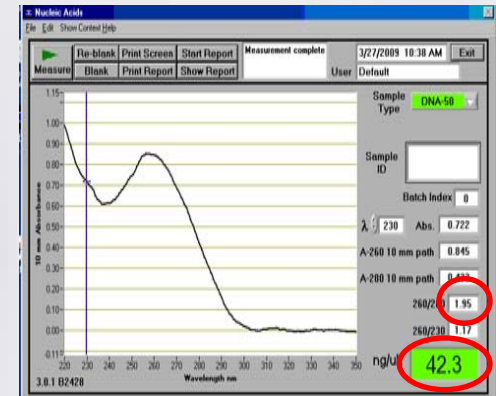 Nucleic Acids
File Edit Show Context Help
Measure Re-blank Print Screen Start Report Measurement complete 3/27/2009 10:38 AM Exit
Blank Print Report Show Report User Default
Sample Type DNA-50
Sample ID
Batch Index 0
λ 230 Abs. 0.722
A-260 10 mm path 0.845
A-280 10 mm path
260/280 1.95
260/230 1.17
ng/ul 42.3
10 mm Absorbance
1.15
1.00
0.90
0.80
0.70
0.60
0.50
0.40
0.30
0.20
0.10
0.00
-0.11
220 230 240 250 260 270 280 290 300 310 320 330 340 350
Wavelength nm
3.0.1 B2428